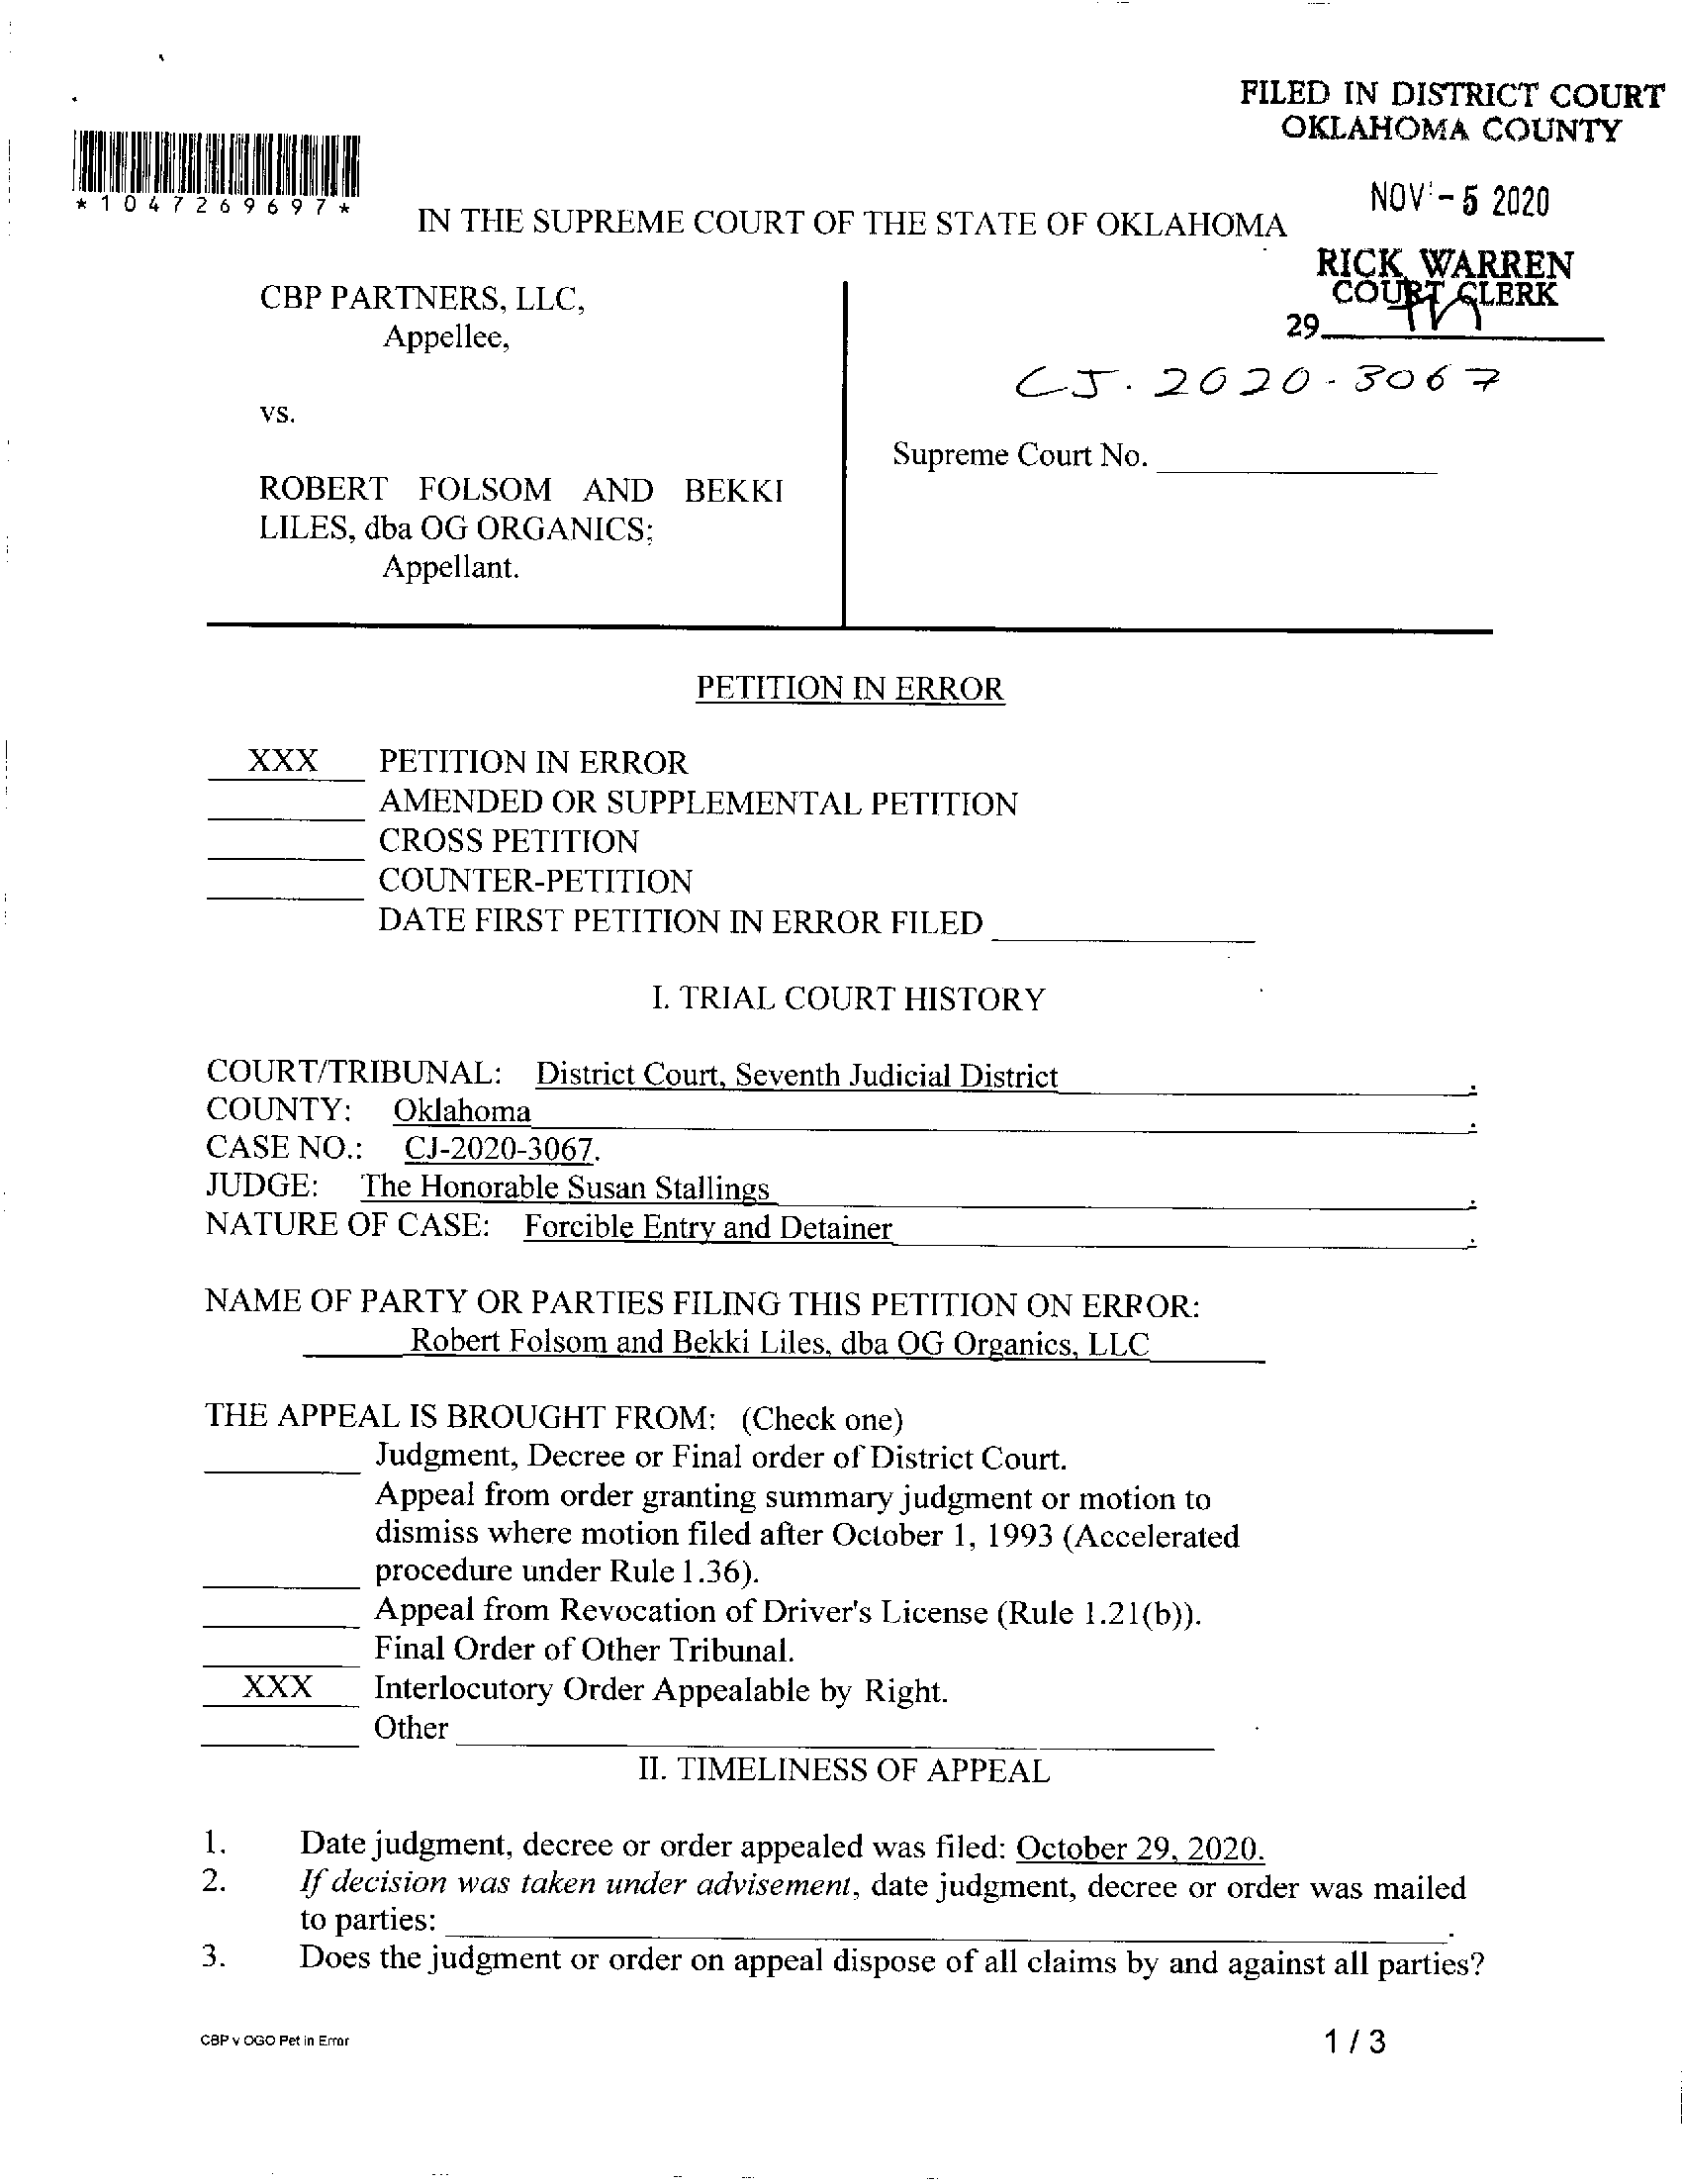 FILED IN DISTRICT COURT
OKLAHOMA COUNTY
NOV - 5 2020
RICK WARREN
COURT CLERK
29
*1047269697*
IN THE SUPREME COURT OF THE STATE OF OKLAHOMA
CBP PARTNERS, LLC,
Appellee,
CJ-2020-3067
vs.
Supreme Court No.
ROBERT FOLSOM AND BEKKI
LILES, dba OG ORGANICS;
Appellant.
PETITION IN ERROR
XXX PETITION IN ERROR
AMENDED OR SUPPLEMENTAL PETITION
CROSS PETITION
COUNTER-PETITION
DATE FIRST PETITION IN ERROR FILED
I. TRIAL COURT HISTORY
COURT/TRIBUNAL: District Court, Seventh Judicial District.
COUNTY: Oklahoma.
CASE NO.: CJ-2020-3067.
JUDGE: The Honorable Susan Stallings.
NATURE OF CASE: Forcible Entry and Detainer.
NAME OF PARTY OR PARTIES FILING THIS PETITION ON ERROR:
Robert Folsom and Bekki Liles, dba OG Organics, LLC
THE APPEAL IS BROUGHT FROM: (Check one)
Judgment, Decree or Final order of District Court.
Appeal from order granting summary judgment or motion to
dismiss where motion filed after October 1, 1993 (Accelerated
procedure under Rule 1.36).
Appeal from Revocation of Driver's License (Rule 1.21(b)).
Final Order of Other Tribunal.
XXX Interlocutory Order Appealable by Right.
Other
II. TIMELINESS OF APPEAL
1. Date judgment, decree or order appealed was filed: October 29, 2020.
2. If decision was taken under advisement, date judgment, decree or order was mailed
to parties: .
3. Does the judgment or order on appeal dispose of all claims by and against all parties?
CBP v OGO Pet in Error
1 / 3